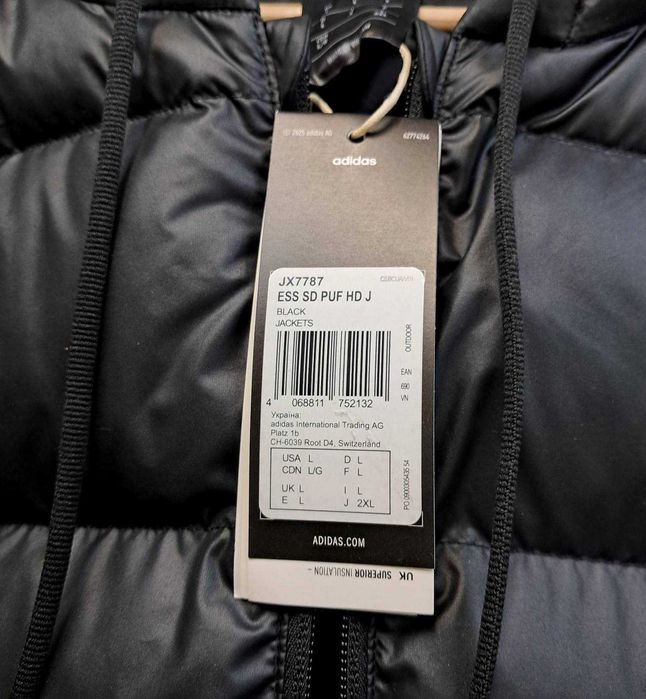 © 2025 adidas AG 62774264
adidas
JX7787
ESS SD PUF HD J
BLACK
JACKETS
OUTDOOR
EAN
690
VN
4 068811 752132
Україна:
adidas International Trading AG
Platz 1b
CH-6039 Root D4, Switzerland
USA L D L
CDN L/G F L
UK L I L
E L J 2XL
ADIDAS.COM
UK SUPERIOR INSULATION –